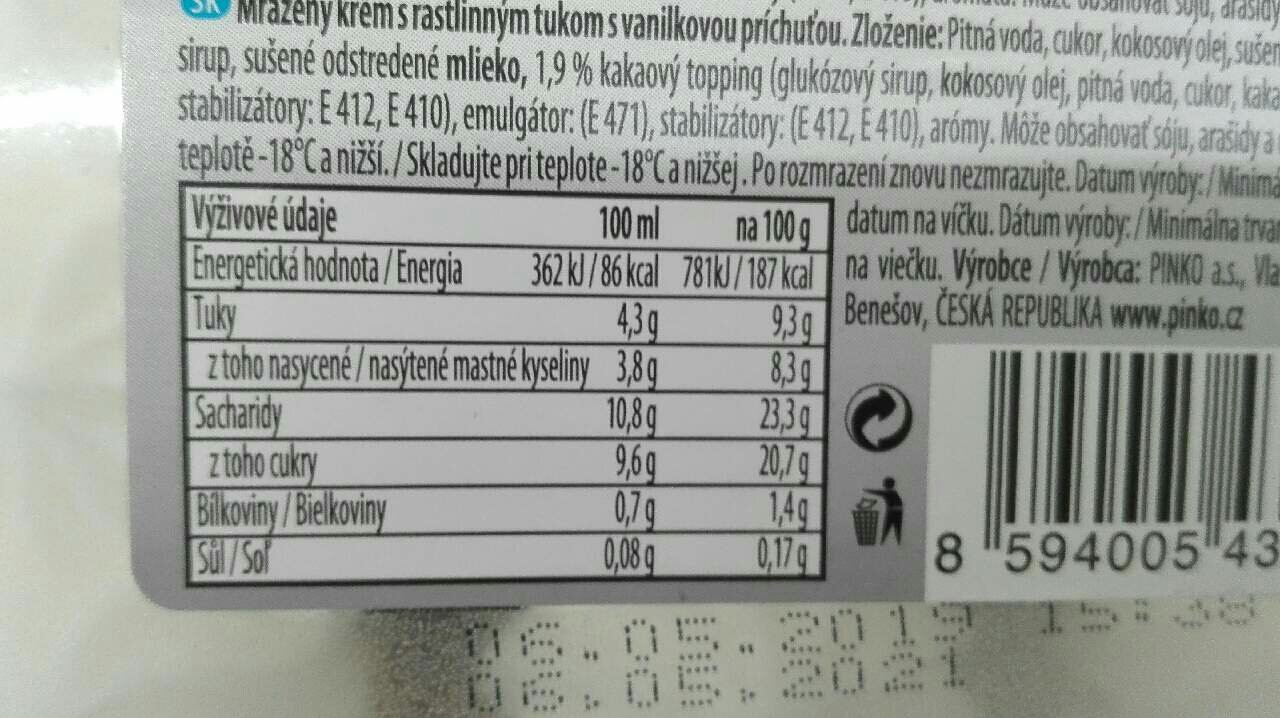 SK Mrazený krém s rastlinným tukom s vanilkovou príchuťou. Zloženie: Pitná voda, cukor, kokosový olej,
sirup, sušené odstredené mlieko, 1,9 % kakaový topping (glukózový sirup, kokosový olej, pitná voda, cukor,
stabilizátory: E 412, E 410), emulgátor: (E 471), stabilizátory: (E 412, E 410), arómy. Môže obsahovať sóju, arašidy a
teplotě -18°C a nižší. / Skladujte pri teplote -18°C a nižšej. Po rozmrazení znovu nezmrazujte. Datum výroby: /
datum na víčku. Dátum výroby: / Minimálna
na viečku. Výrobce / Výrobca: PINKO a.s.,
Benešov, ČESKÁ REPUBLIKA www.pinko.cz
Výživové údaje 100 ml na 100 g
Energetická hodnota / Energia 362 kJ / 86 kcal 781kJ / 187 kcal
Tuky 4,3 g 9,3 g
z toho nasycené / nasýtené mastné kyseliny 3,8 g 8,3 g
Sacharidy 10,8 g 23,3 g
z toho cukry 9,6 g 20,7 g
Bílkoviny / Bielkoviny 0,7 g 1,4 g
Sůl / Soľ 0,08 g 0,17 g
8 594005 43
06.05.2019 15:38
06.05.2021